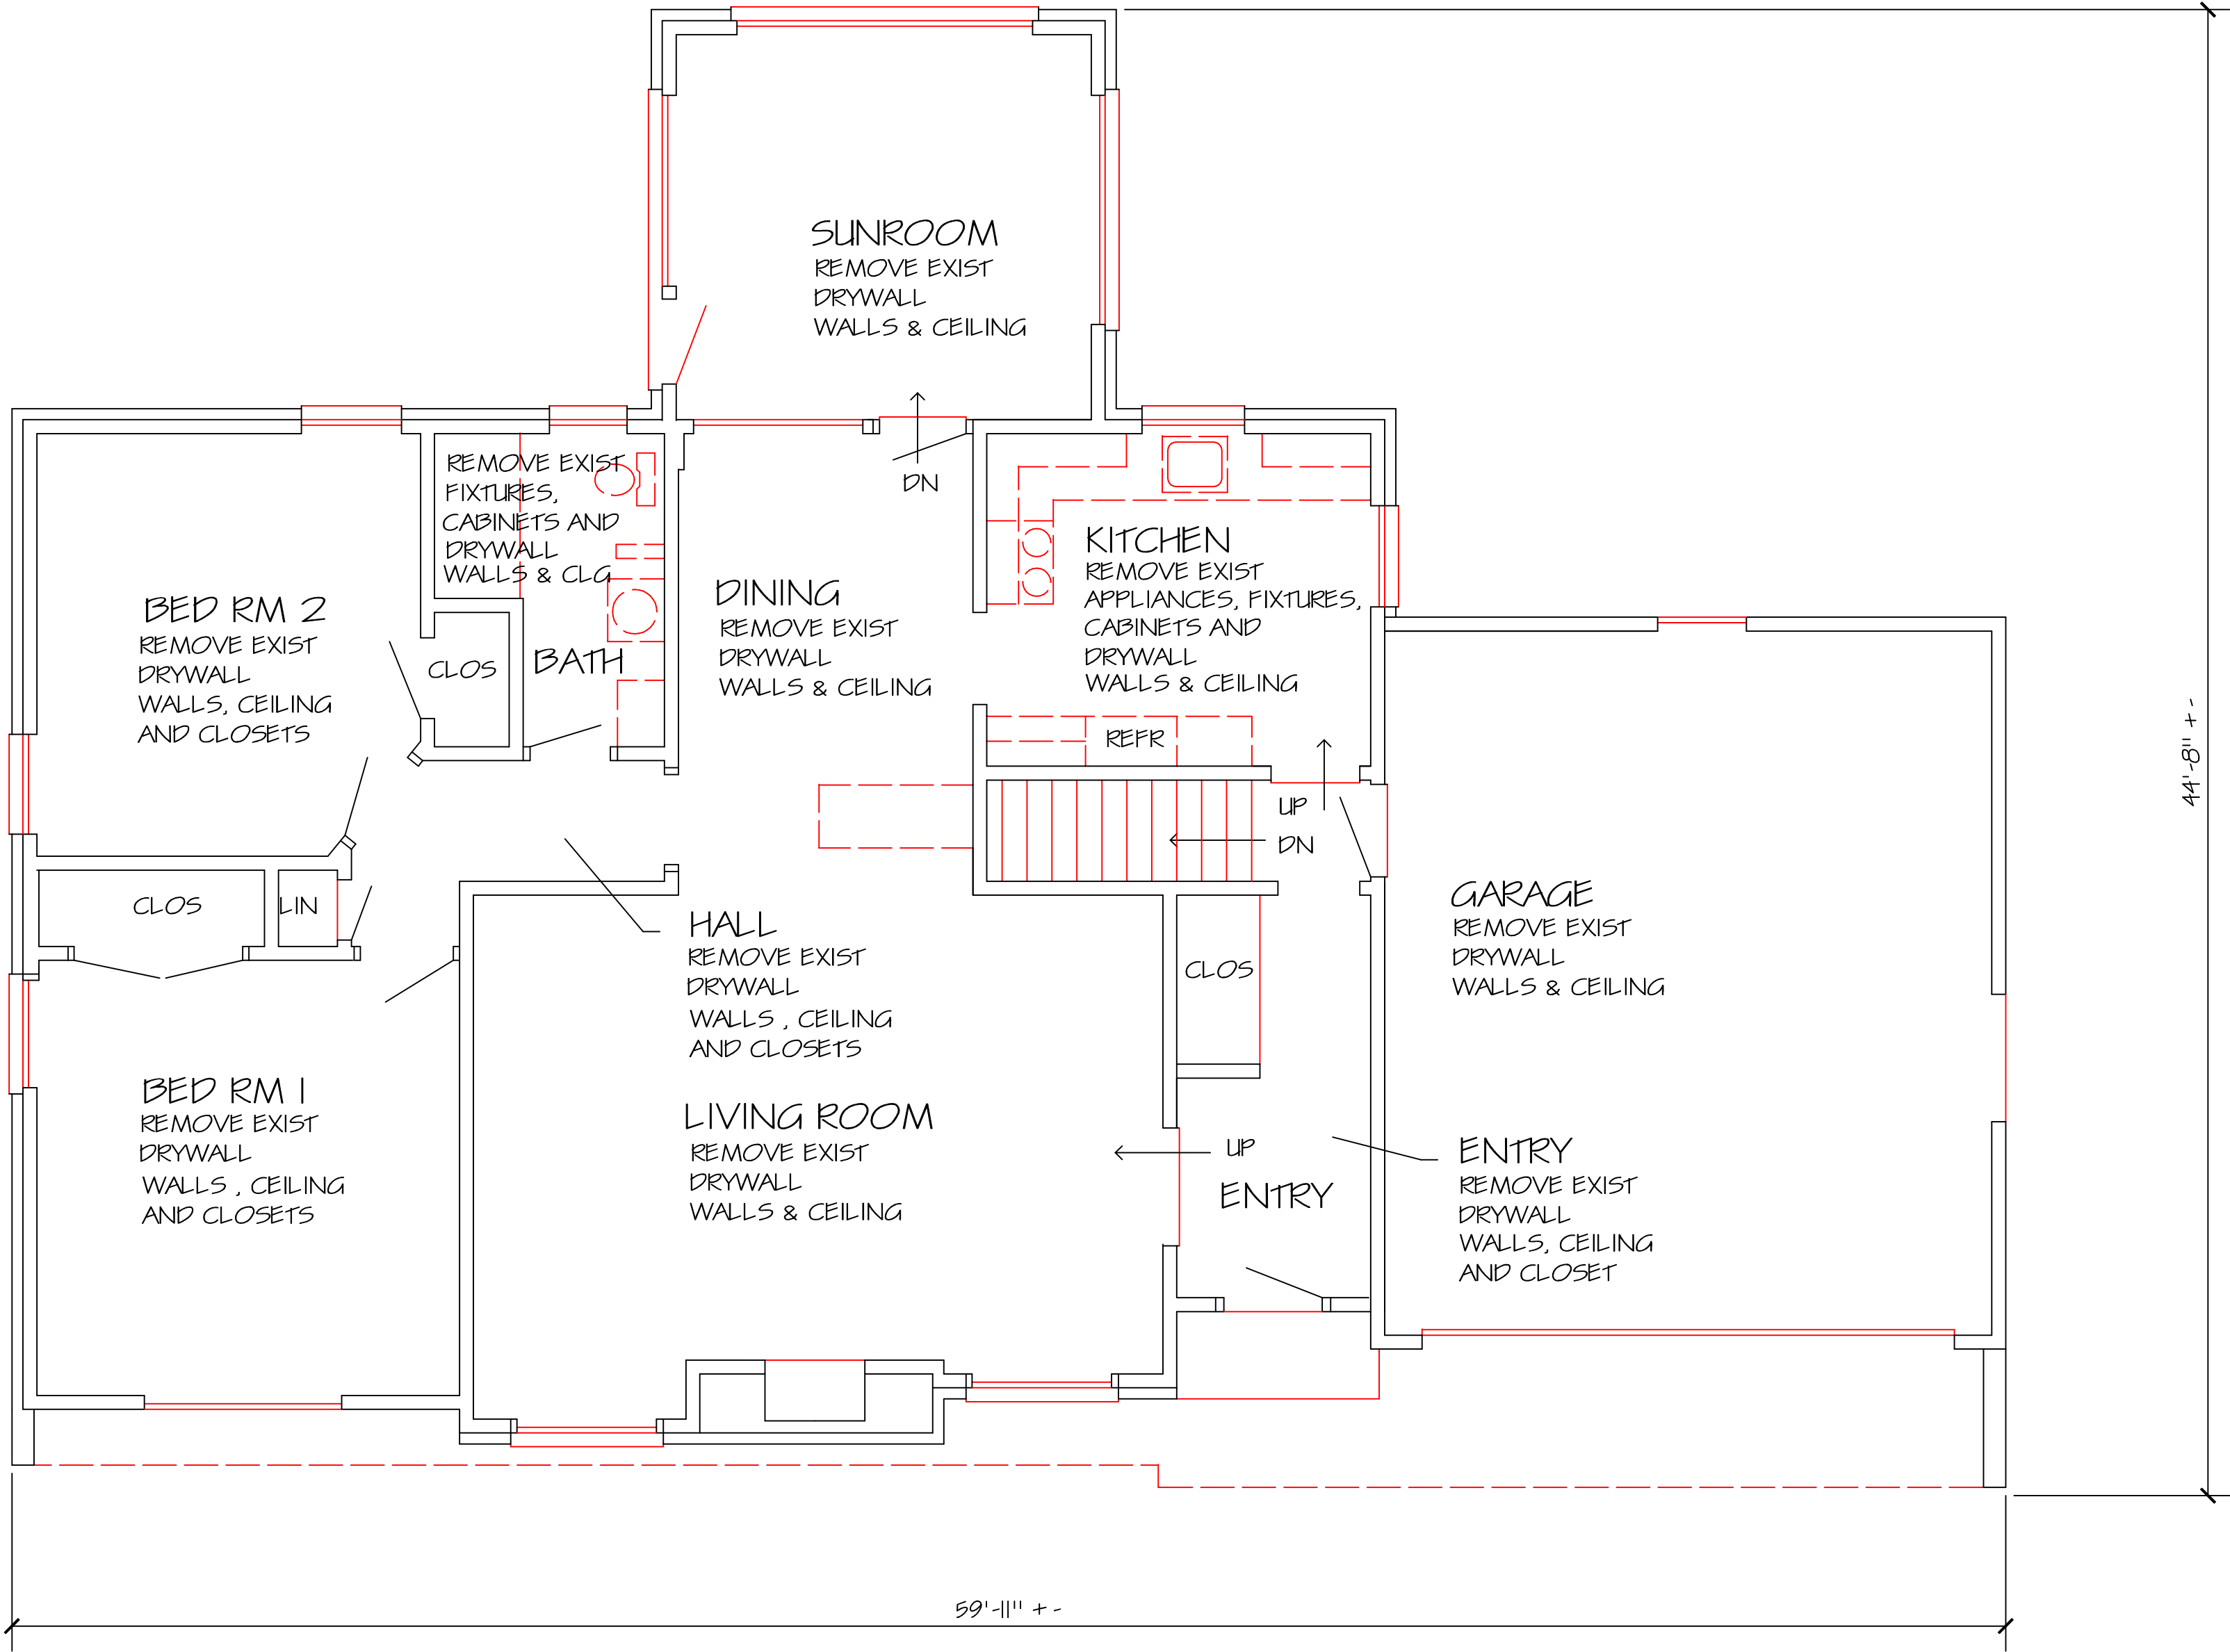 SUNROOM
REMOVE EXIST
DRYWALL
WALLS & CEILING
DN
REMOVE EXIST
FIXTURES,
CABINETS AND
DRYWALL
WALLS & CLG
BATH
CLOS
BED RM 2
REMOVE EXIST
DRYWALL
WALLS, CEILING
AND CLOSETS
DINING
REMOVE EXIST
DRYWALL
WALLS & CEILING
KITCHEN
REMOVE EXIST
APPLIANCES, FIXTURES,
CABINETS AND
DRYWALL
WALLS & CEILING
REFR
UP
DN
44'-8" + -
CLOS
LIN
HALL
REMOVE EXIST
DRYWALL
WALLS , CEILING
AND CLOSETS
CLOS
GARAGE
REMOVE EXIST
DRYWALL
WALLS & CEILING
BED RM 1
REMOVE EXIST
DRYWALL
WALLS , CEILING
AND CLOSETS
LIVING ROOM
REMOVE EXIST
DRYWALL
WALLS & CEILING
UP
ENTRY
ENTRY
REMOVE EXIST
DRYWALL
WALLS, CEILING
AND CLOSET
59'-11" + -